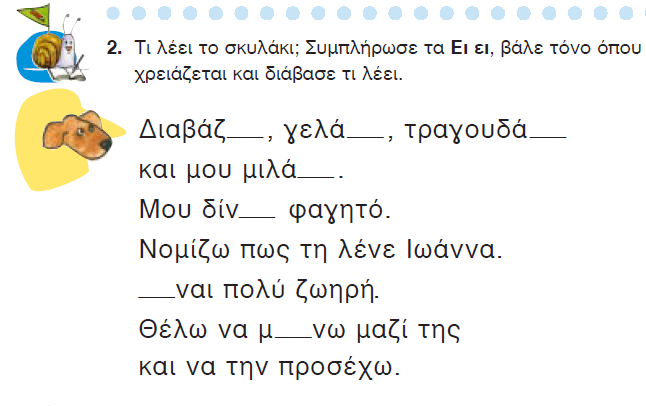 2. Τι λέει το σκυλάκι; Συμπλήρωσε τα Ει ει, βάλε τόνο όπου
χρειάζεται και διάβασε τι λέει.
Διαβάζ___, γελά___, τραγουδά___
και μου μιλά___.
Μου δίν___ φαγητό.
Νομίζω πως τη λένε Ιωάννα.
___ναι πολύ ζωηρή.
Θέλω να μ___νω μαζί της
και να την προσέχω.